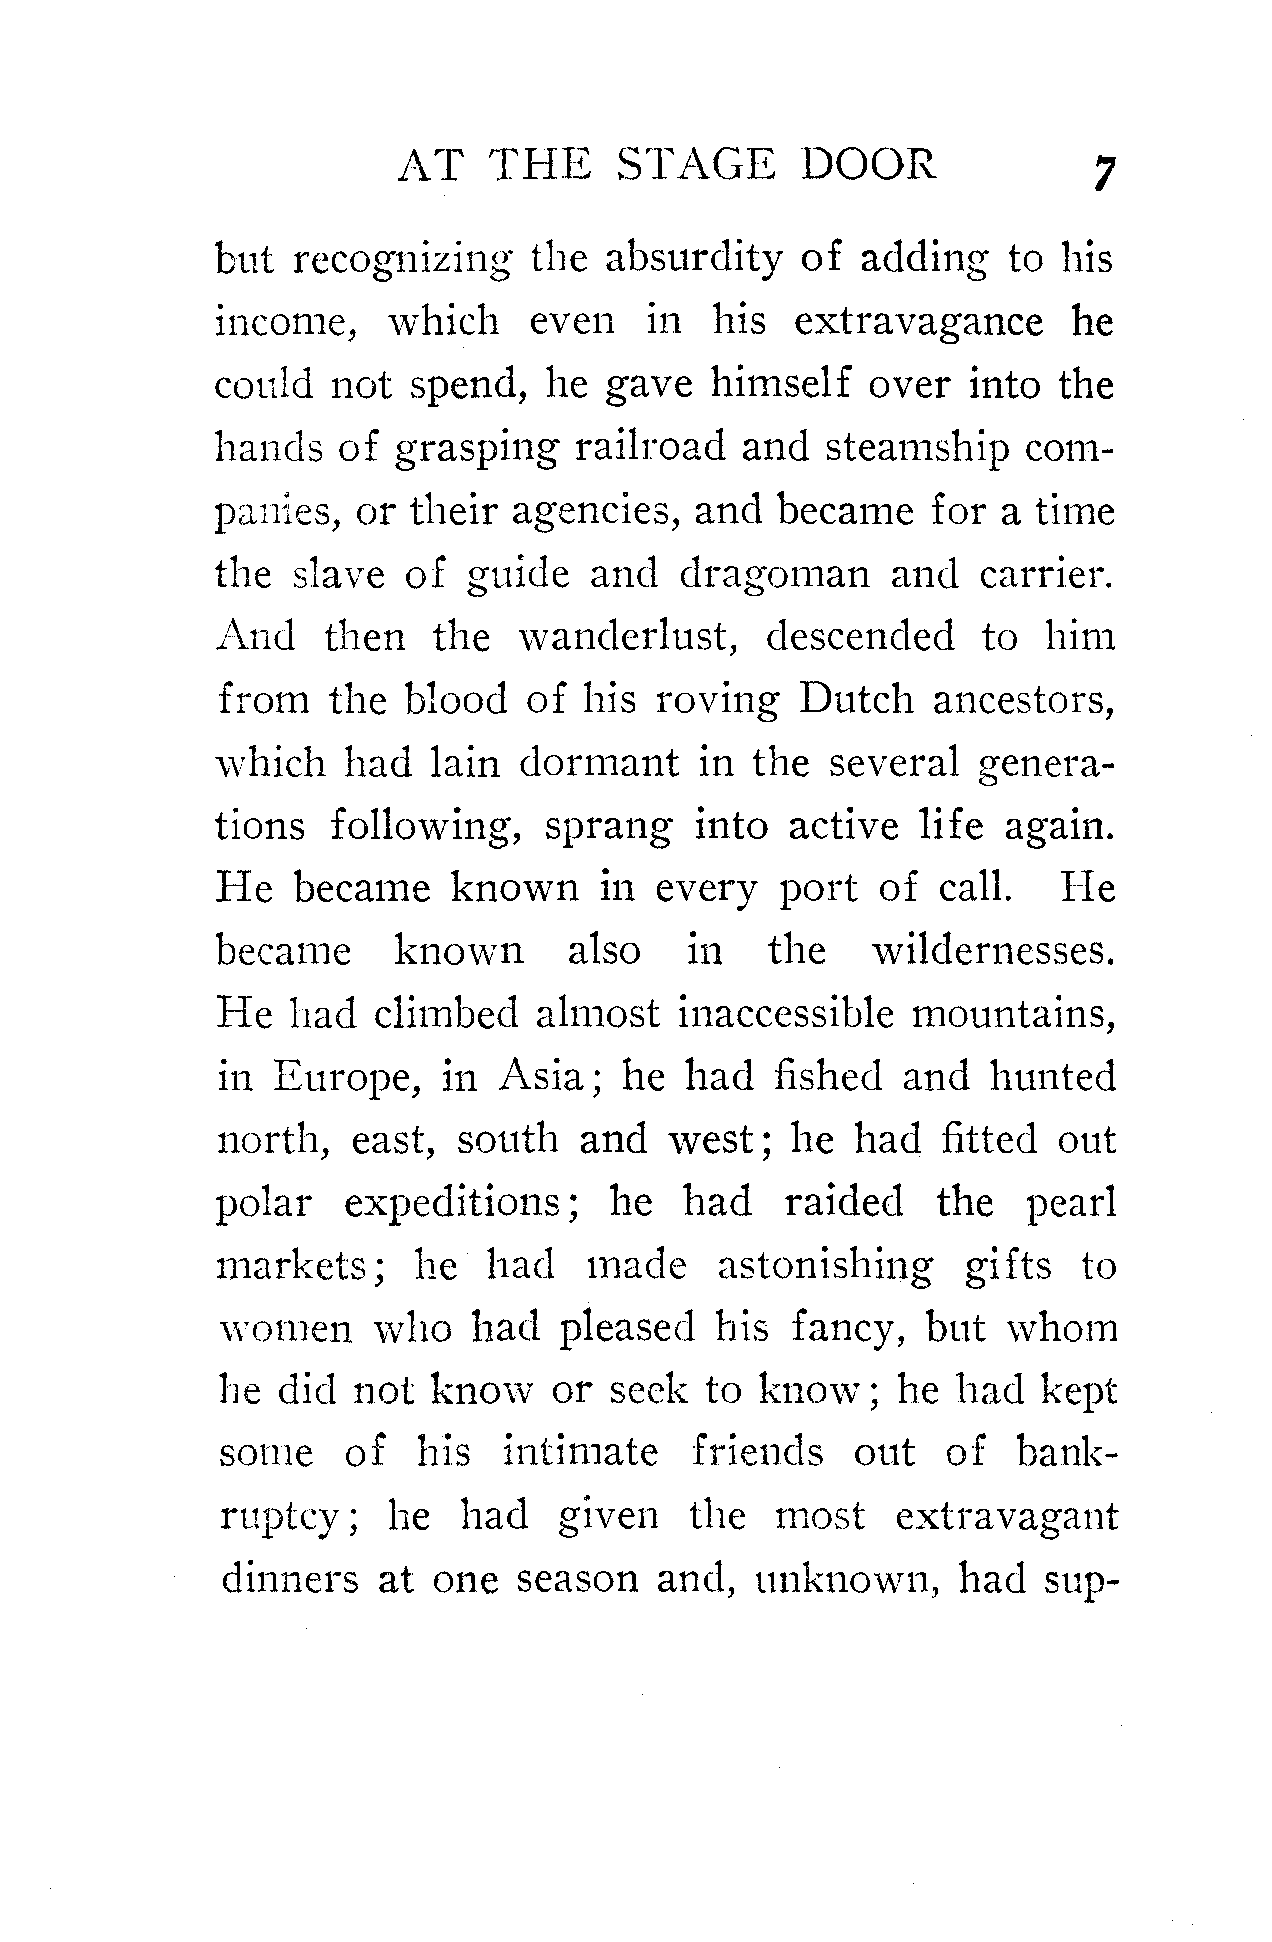 AT THE STAGE DOOR 7
but recognizing the absurdity of adding to his
income, which even in his extravagance he
could not spend, he gave himself over into the
hands of grasping railroad and steamship com-
panies, or their agencies, and became for a time
the slave of guide and dragoman and carrier.
And then the wanderlust, descended to him
from the blood of his roving Dutch ancestors,
which had lain dormant in the several genera-
tions following, sprang into active life again.
He became known in every port of call. He
became known also in the wildernesses.
He had climbed almost inaccessible mountains,
in Europe, in Asia; he had fished and hunted
north, east, south and west; he had fitted out
polar expeditions; he had raided the pearl
markets; he had made astonishing gifts to
women who had pleased his fancy, but whom
he did not know or seek to know; he had kept
some of his intimate friends out of bank-
ruptcy; he had given the most extravagant
dinners at one season and, unknown, had sup-